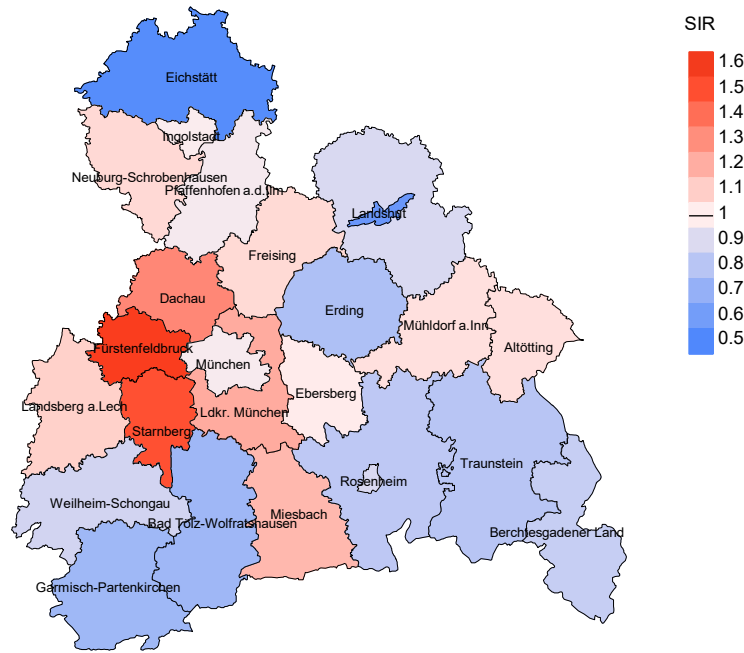 SIR
1.6
1.5
1.4
1.3
1.2
1.1
1
0.9
0.8
0.7
0.6
0.5
Eichstätt
Ingolstadt
Neuburg-Schrobenhausen
Pfaffenhofen a.d.Ilm
Landshut
Freising
Dachau
Erding
Mühldorf a.Inn
Fürstenfeldbruck
Altötting
München
Ebersberg
Landsberg a.Lech
Ldkr. München
Starnberg
Traunstein
Rosenheim
Weilheim-Schongau
Miesbach
Bad Tölz-Wolfratshausen
Berchtesgadener Land
Garmisch-Partenkirchen